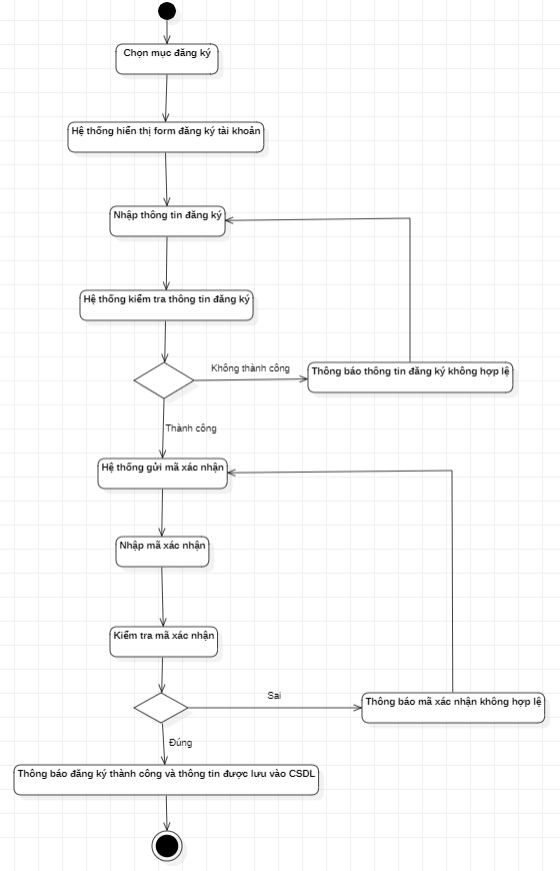 Chọn mục đăng ký
Hệ thống hiển thị form đăng ký tài khoản
Nhập thông tin đăng ký
Hệ thống kiểm tra thông tin đăng ký
Không thành công
Thông báo thông tin đăng ký không hợp lệ
Thành công
Hệ thống gửi mã xác nhận
Nhập mã xác nhận
Kiểm tra mã xác nhận
Sai
Thông báo mã xác nhận không hợp lệ
Đúng
Thông báo đăng ký thành công và thông tin được lưu vào CSDL